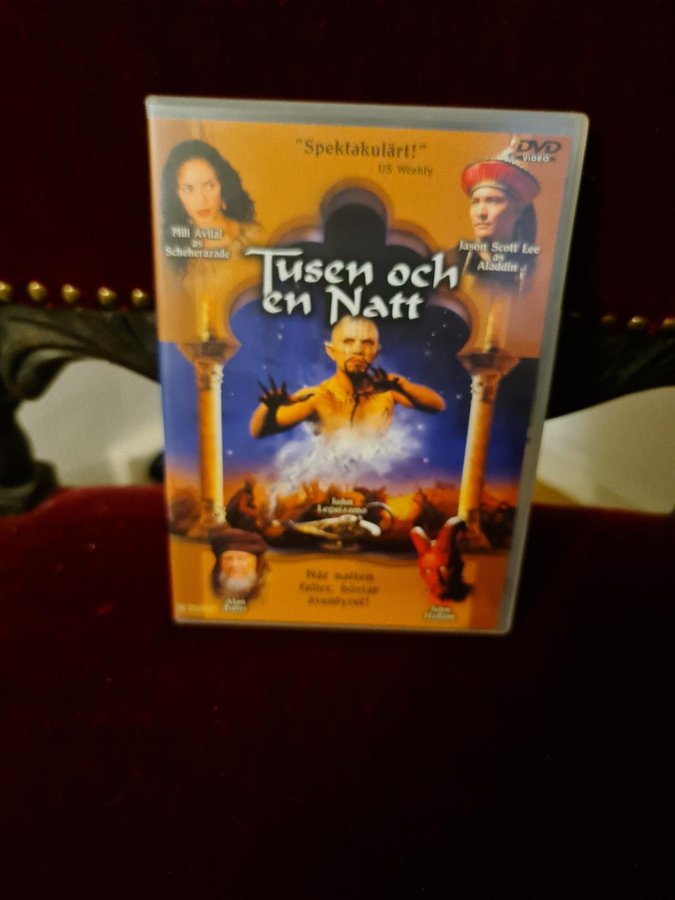 "Spektakulärt!"
- US Weekly
DVD
VIDEO
Mili Avital
as
Scheherazade
Jason Scott Lee
as
Aladdin
Tusen och
en Natt
John
Leguizamo
När natten
faller, börjar
äventyret!
Alan
Bates